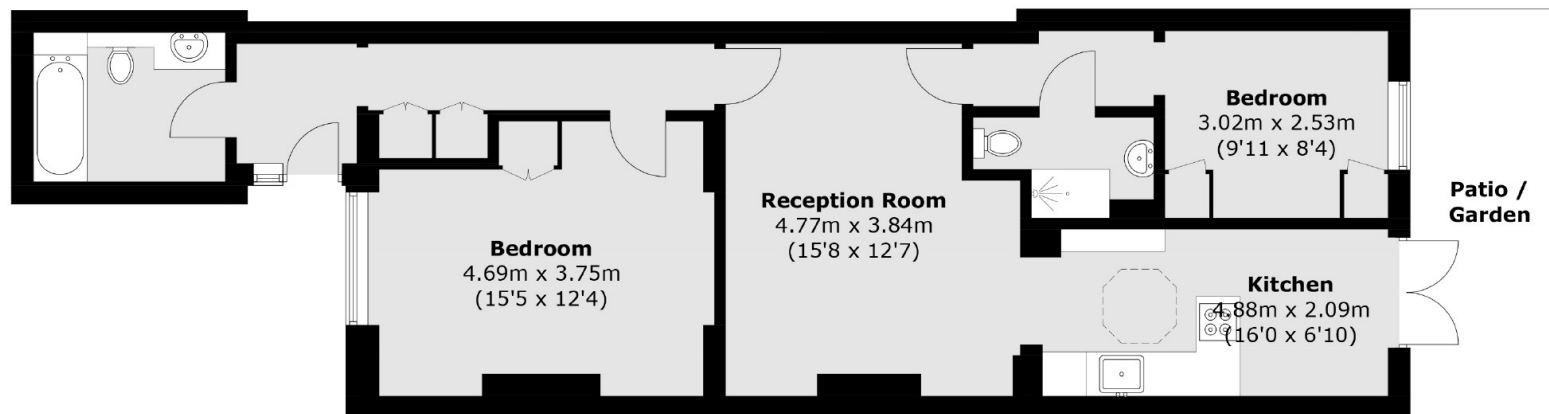 Bedroom
3.02m x 2.53m
(9'11 x 8'4)
Patio /
Garden
Reception Room
4.77m x 3.84m
(15'8 x 12'7)
Bedroom
4.69m x 3.75m
(15'5 x 12'4)
Kitchen
4.88m x 2.09m
(16'0 x 6'10)